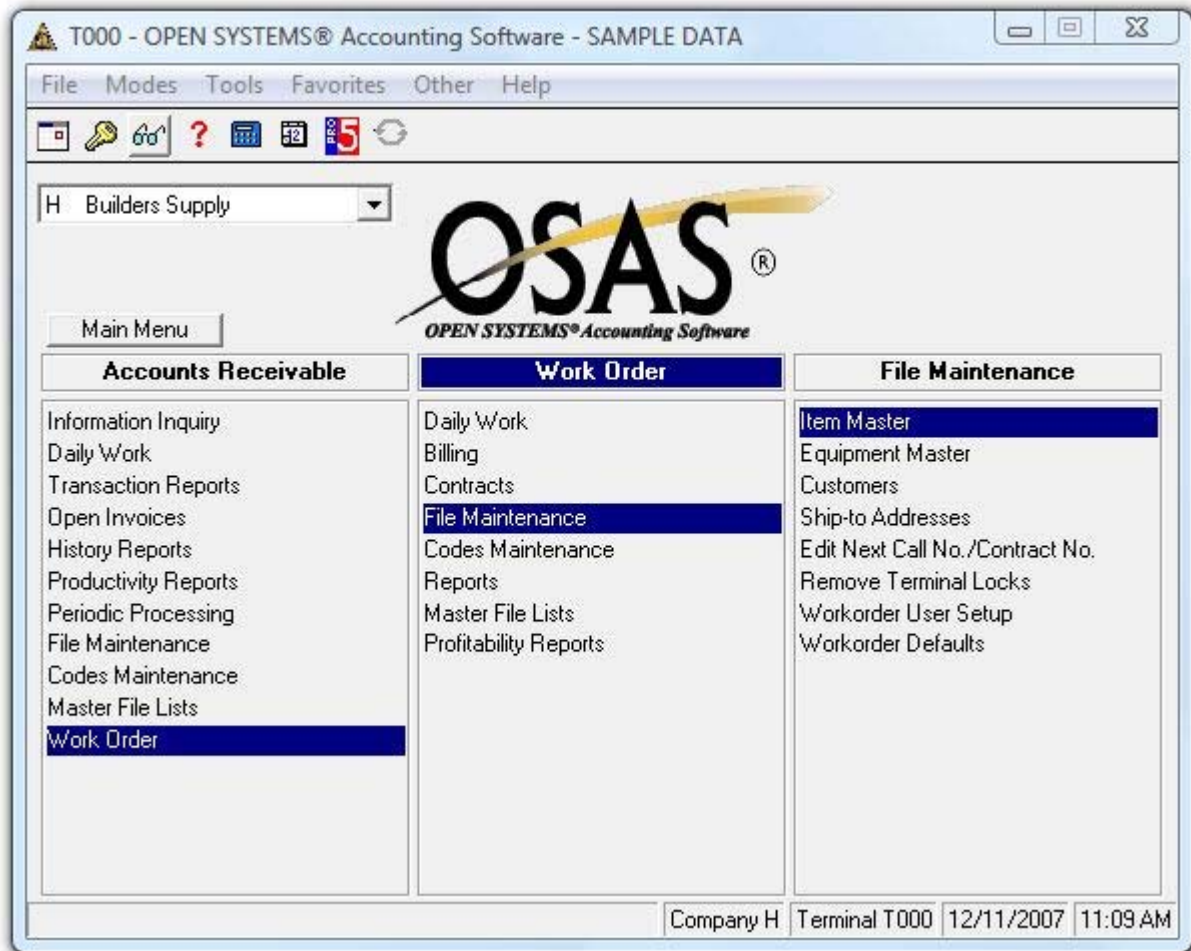 T000 - OPEN SYSTEMS® Accounting Software - SAMPLE DATA
File Modes Tools Favorites Other Help
PRO 5
H Builders Supply
OSAS®
OPEN SYSTEMS® Accounting Software
Main Menu
Accounts Receivable
Information Inquiry
Daily Work
Transaction Reports
Open Invoices
History Reports
Productivity Reports
Periodic Processing
File Maintenance
Codes Maintenance
Master File Lists
Work Order
Work Order
Daily Work
Billing
Contracts
File Maintenance
Codes Maintenance
Reports
Master File Lists
Profitability Reports
File Maintenance
Item Master
Equipment Master
Customers
Ship-to Addresses
Edit Next Call No./Contract No.
Remove Terminal Locks
Workorder User Setup
Workorder Defaults
Company H Terminal T000 12/11/2007 11:09 AM